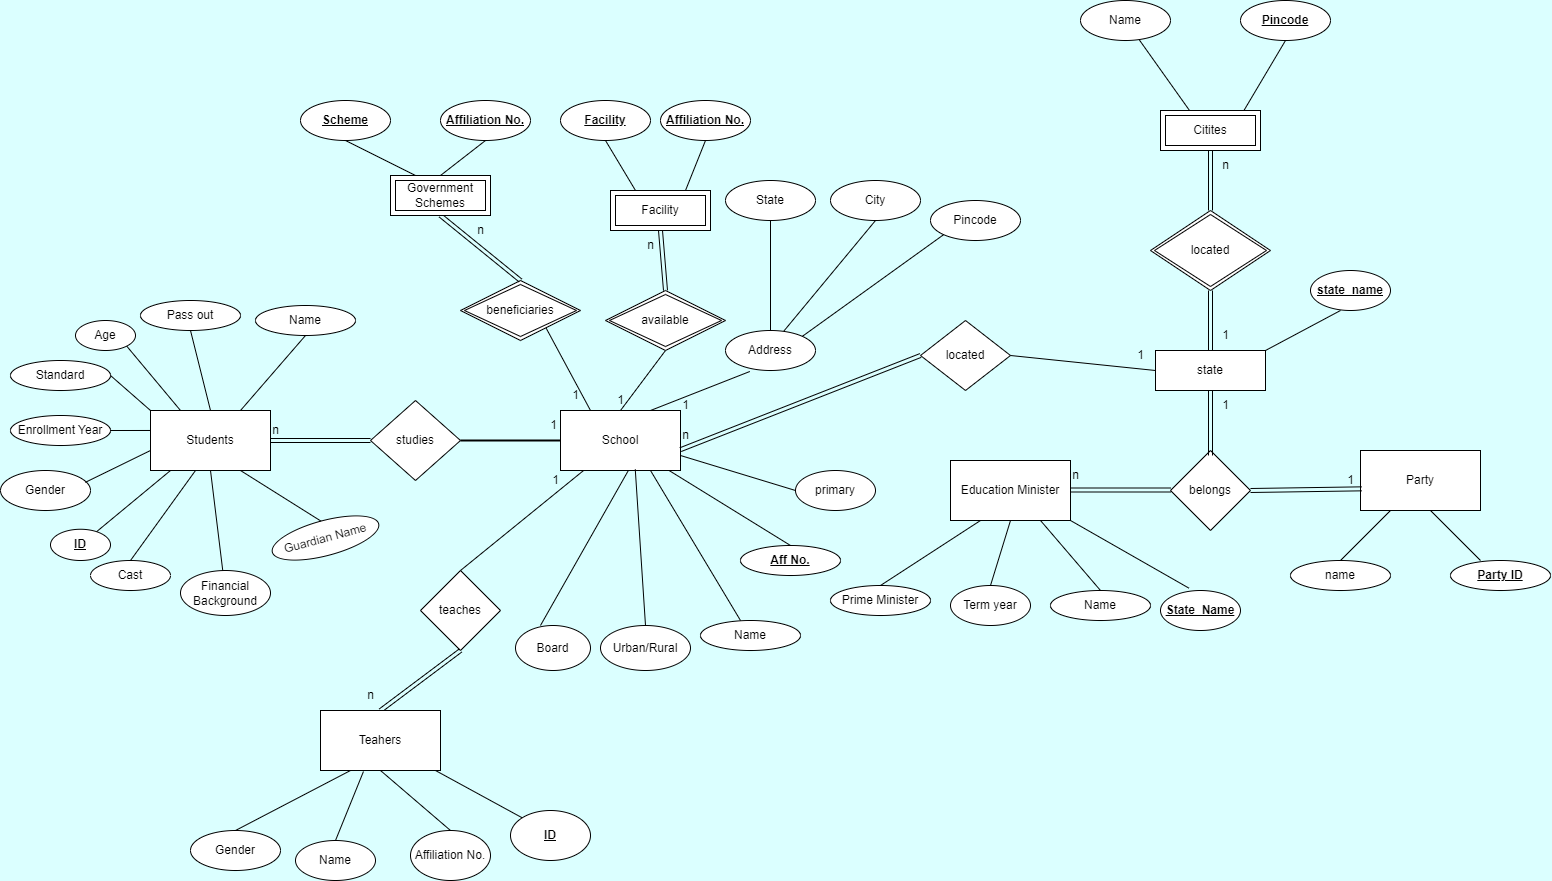 Name
Pincode
Scheme
Affiliation No.
Facility
Affiliation No.
Citites
n
Government
Schemes
Facility
State
City
Pincode
n
n
located
state_name
beneficiaries
available
Address
Pass out
Name
Age
Standard
located
1
1
state
1
1
1
1
Enrollment Year
Students
n
studies
1
School
n
Gender
1
primary
Education Minister
n
belongs
1
Party
ID
Cast
Financial
Background
Guardian Name
Aff No.
name
Party ID
teaches
Board
Urban/Rural
Name
Prime Minister
Term year
Name
State_Name
n
Teahers
Gender
Name
Affiliation No.
ID